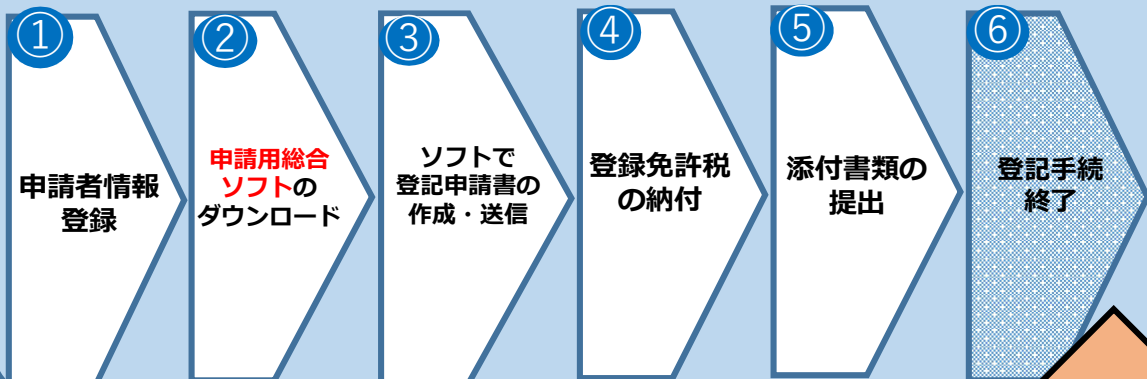 ①
申請者情報
登録
②
申請用総合
ソフトの
ダウンロード
③
ソフトで
登記申請書の
作成・送信
④
登録免許税
の納付
⑤
添付書類の
提出
⑥
登記手続
終了